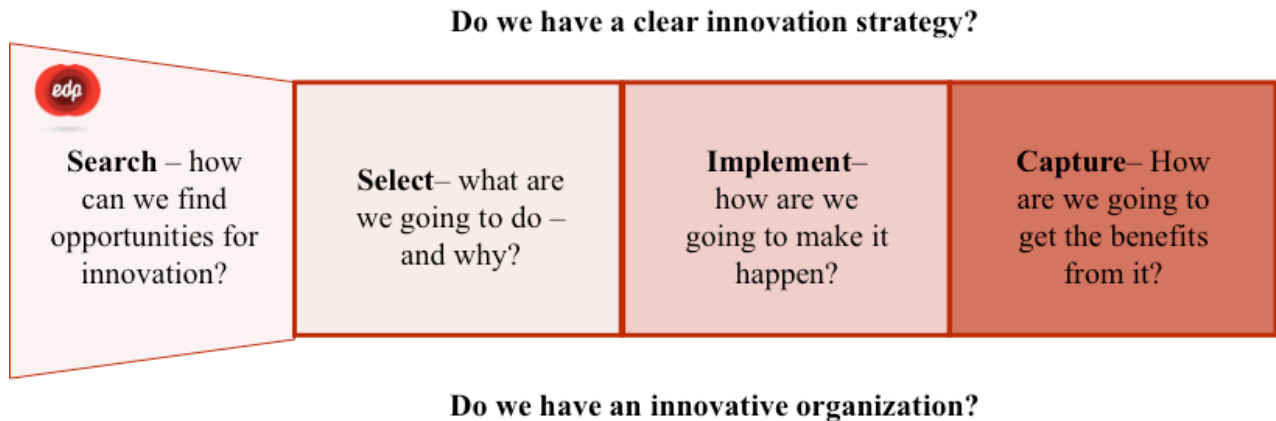 Do we have a clear innovation strategy?
edp
Search – how
can we find
opportunities for
innovation?
Select– what are
we going to do –
and why?
Implement–
how are we
going to make it
happen?
Capture– How
are we going to
get the benefits
from it?
Do we have an innovative organization?